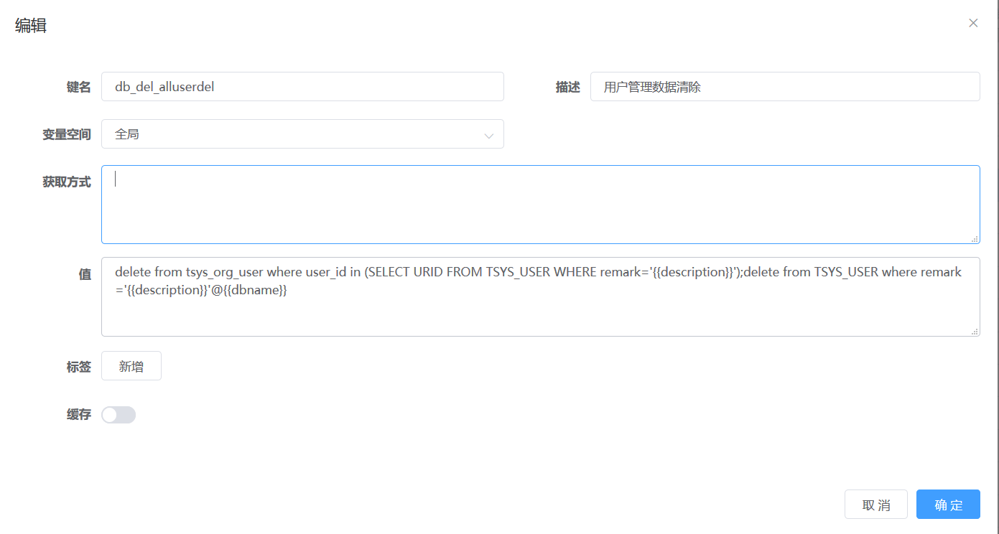 编辑
键名 db_del_alluserdel 描述 用户管理数据清除
变量空间 全局
获取方式
值 delete from tsys_org_user where user_id in (SELECT URID FROM TSYS_USER WHERE remark='{{description}}');delete from TSYS_USER where remark
='{{description}}'@{{dbname}}
标签 新增
缓存
取消 确定